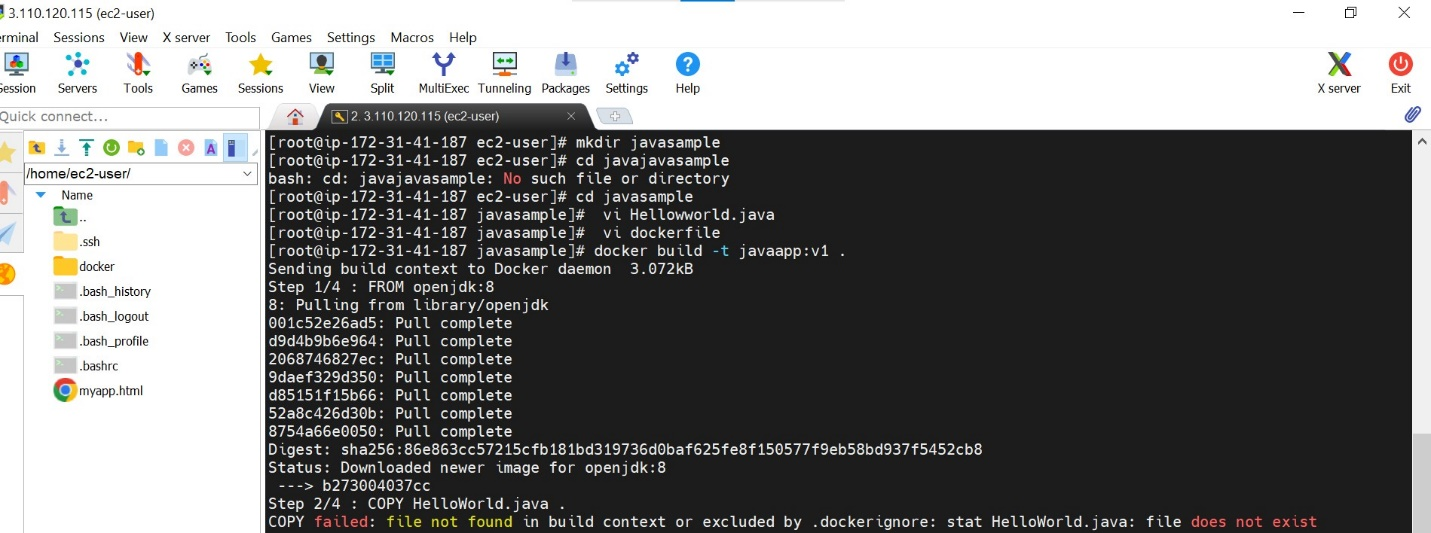 3.110.120.115 (ec2-user)
Sessions View X server Tools Games Settings Macros Help
Servers Tools Games Sessions View Split MultiExec Tunneling Packages Settings Help X server Exit
Quick connect...
2. 3.110.120.115 (ec2-user)
/home/ec2-user/
Name
..
.ssh
docker
.bash_history
.bash_logout
.bash_profile
.bashrc
myapp.html
[root@ip-172-31-41-187 ec2-user]# mkdir javasample
[root@ip-172-31-41-187 ec2-user]# cd javajavasample
bash: cd: javajavasample: No such file or directory
[root@ip-172-31-41-187 ec2-user]# cd javasample
[root@ip-172-31-41-187 javasample]#  vi Hellowworld.java
[root@ip-172-31-41-187 javasample]#  vi dockerfile
[root@ip-172-31-41-187 javasample]# docker build -t javaapp:v1 .
Sending build context to Docker daemon  3.072kB
Step 1/4 : FROM openjdk:8
8: Pulling from library/openjdk
001c52e26ad5: Pull complete
d9d4b9b6e964: Pull complete
2068746827ec: Pull complete
9daef329d350: Pull complete
d85151f15b66: Pull complete
52a8c426d30b: Pull complete
8754a66e0050: Pull complete
Digest: sha256:86e863cc57215cfb181bd319736d0baf625fe8f150577f9eb58bd937f5452cb8
Status: Downloaded newer image for openjdk:8
 ---> b273004037cc
Step 2/4 : COPY HelloWorld.java .
COPY failed: file not found in build context or excluded by .dockerignore: stat HelloWorld.java: file does not exist